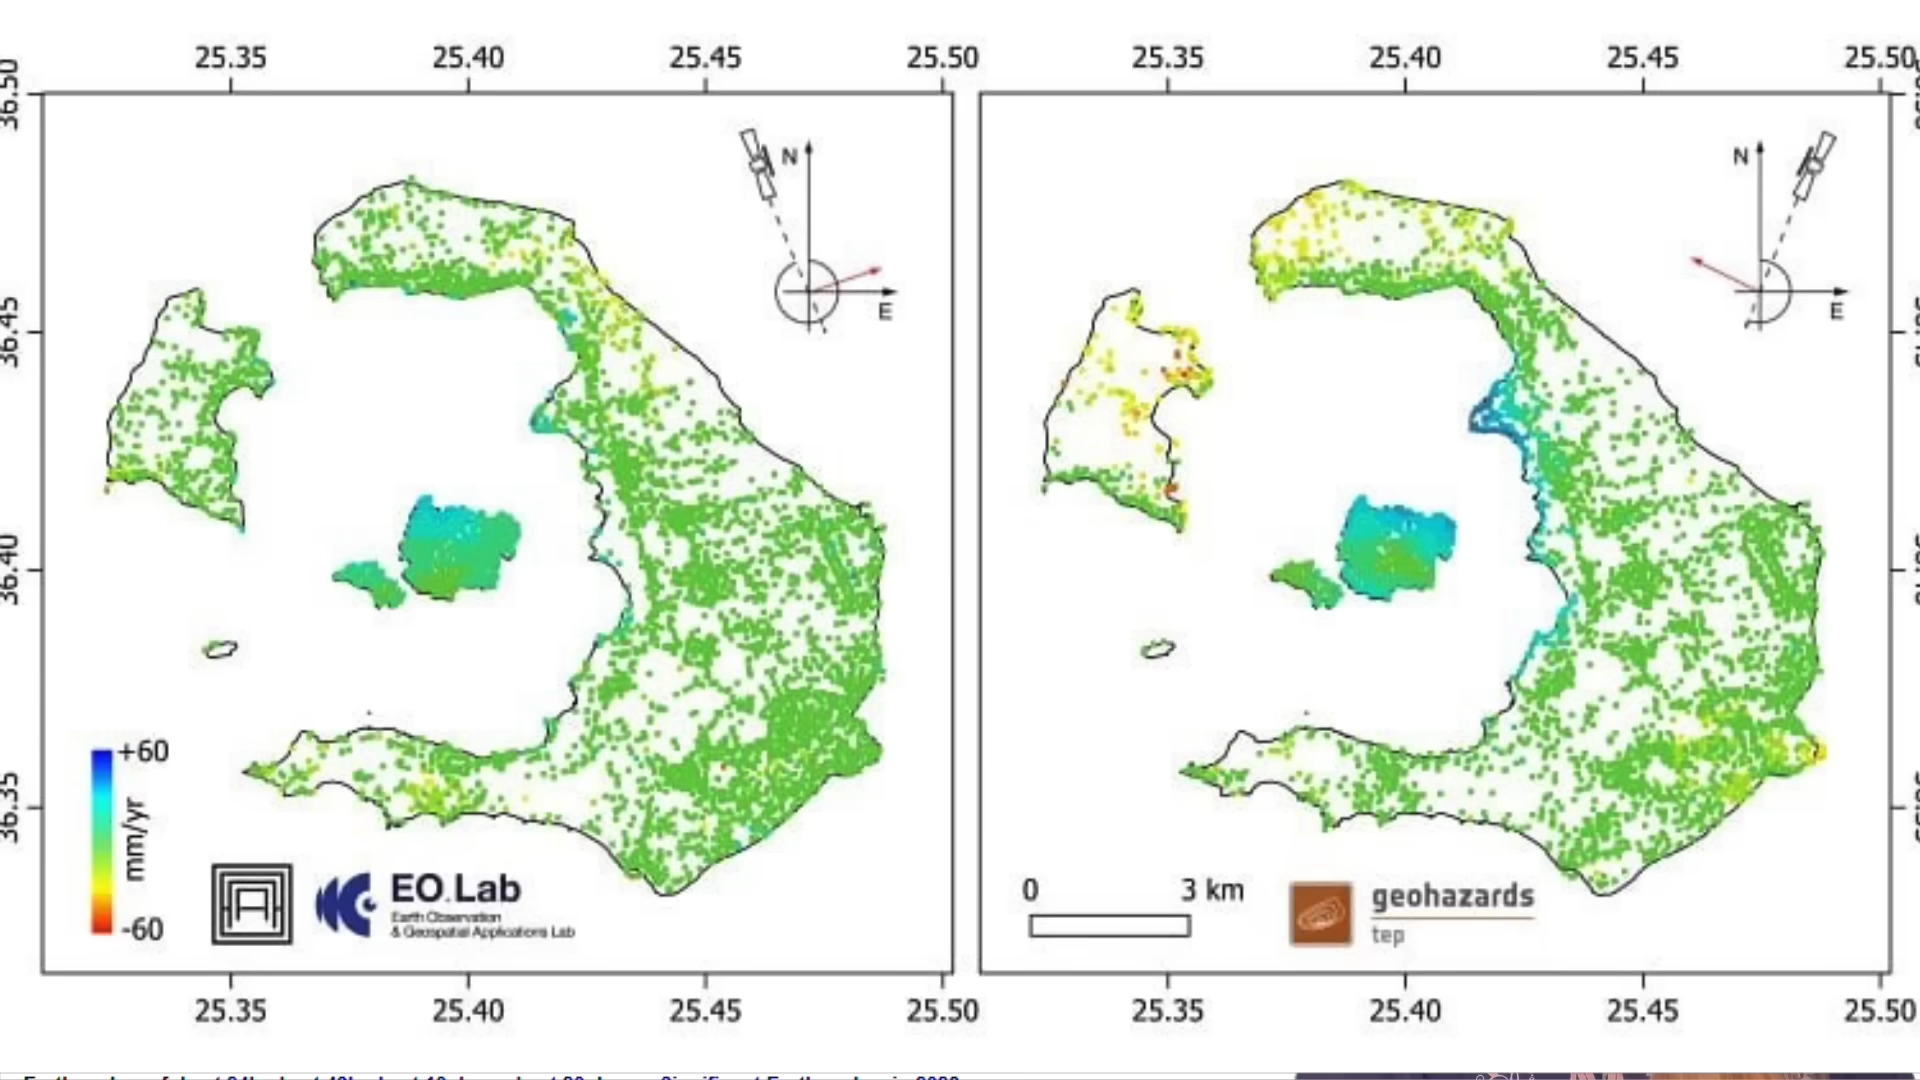 25.35 25.40 25.45 25.50 25.35 25.40 25.45 25.50
N
E
N
E
36.45
36.40
36.35
+60
mm/yr
-60
EO.Lab
Earth Observation
& Geospatial Applications Lab
0 3 km
geohazards
tep
25.35 25.40 25.45 25.50 25.35 25.40 25.45 25.50